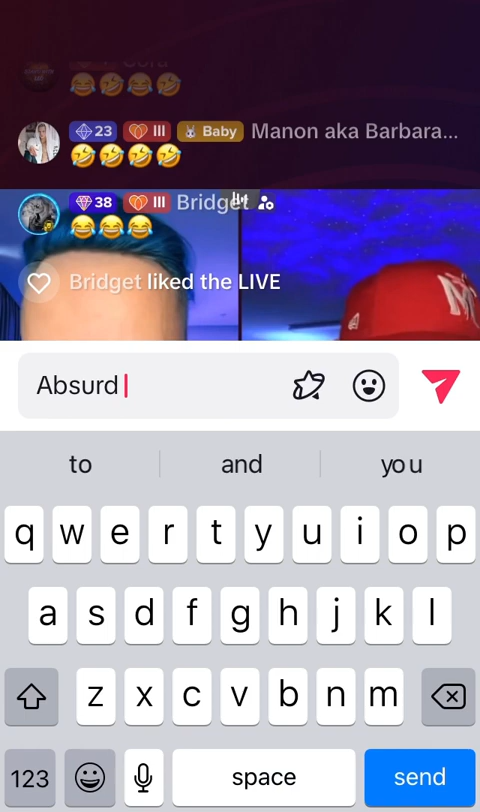 23 III Baby Manon aka Barbara...
38 III Bridget
Bridget liked the LIVE
Absurd
to and you
q w e r t y u i o p
a s d f g h j k l
z x c v b n m
123 space send